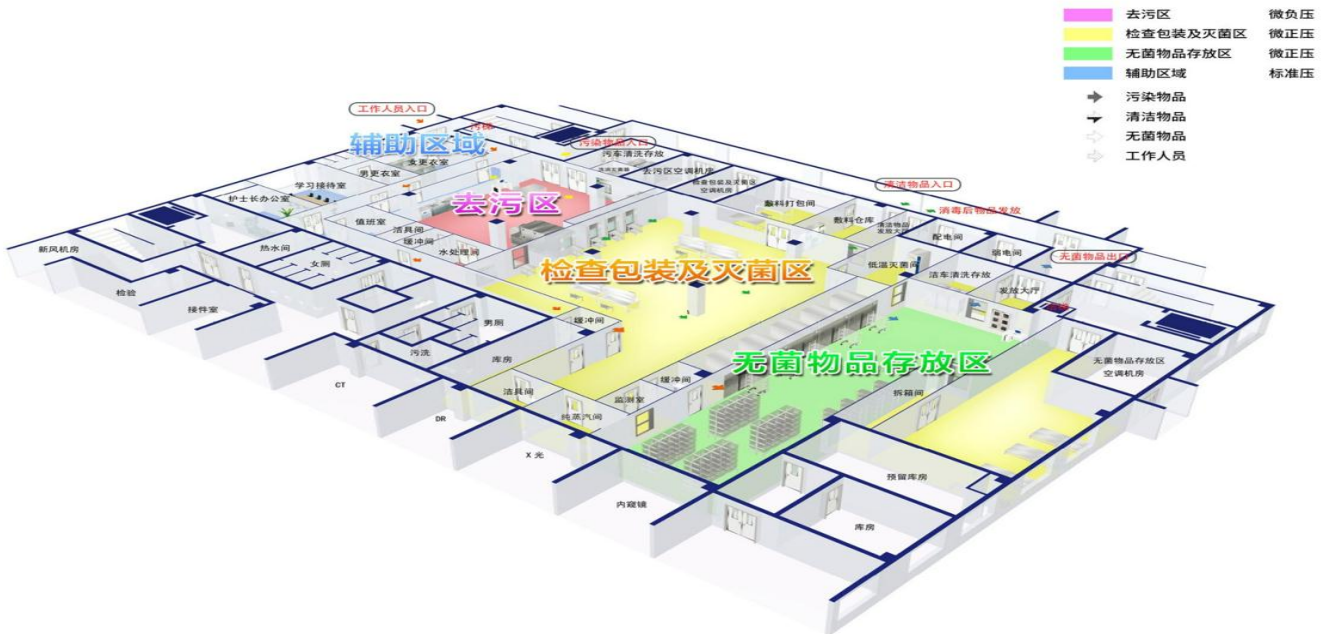 去污区 微负压
检查包装及灭菌区 微正压
无菌物品存放区 微正压
辅助区域 标准压
污染物品
清洁物品
无菌物品
工作人员
工作人员入口
污梯
辅助区域
污染物品入口
女更衣室
污车清洗存放
男更衣室
去污区空调机房
检查包装及灭菌区
空调机房
清洁物品入口
学习接待室
护士长办公室
去污区
敷料打包间
消毒后物品发放
值班室
敷料仓库
洁具间
清洁物品
发放大厅
缓冲间
配电间
新风机房
热水间
水处理间
弱电间
无菌物品出口
女厕
检查包装及灭菌区
低温灭菌间
洁车清洗存放
发放大厅
检验
接件室
男厕
缓冲间
污洗
库房
无菌物品存放区
无菌物品存放区
空调机房
缓冲间
CT
洁具间
监测室
拆箱间
DR
纯蒸汽间
X 光
预留库房
内窥镜
库房